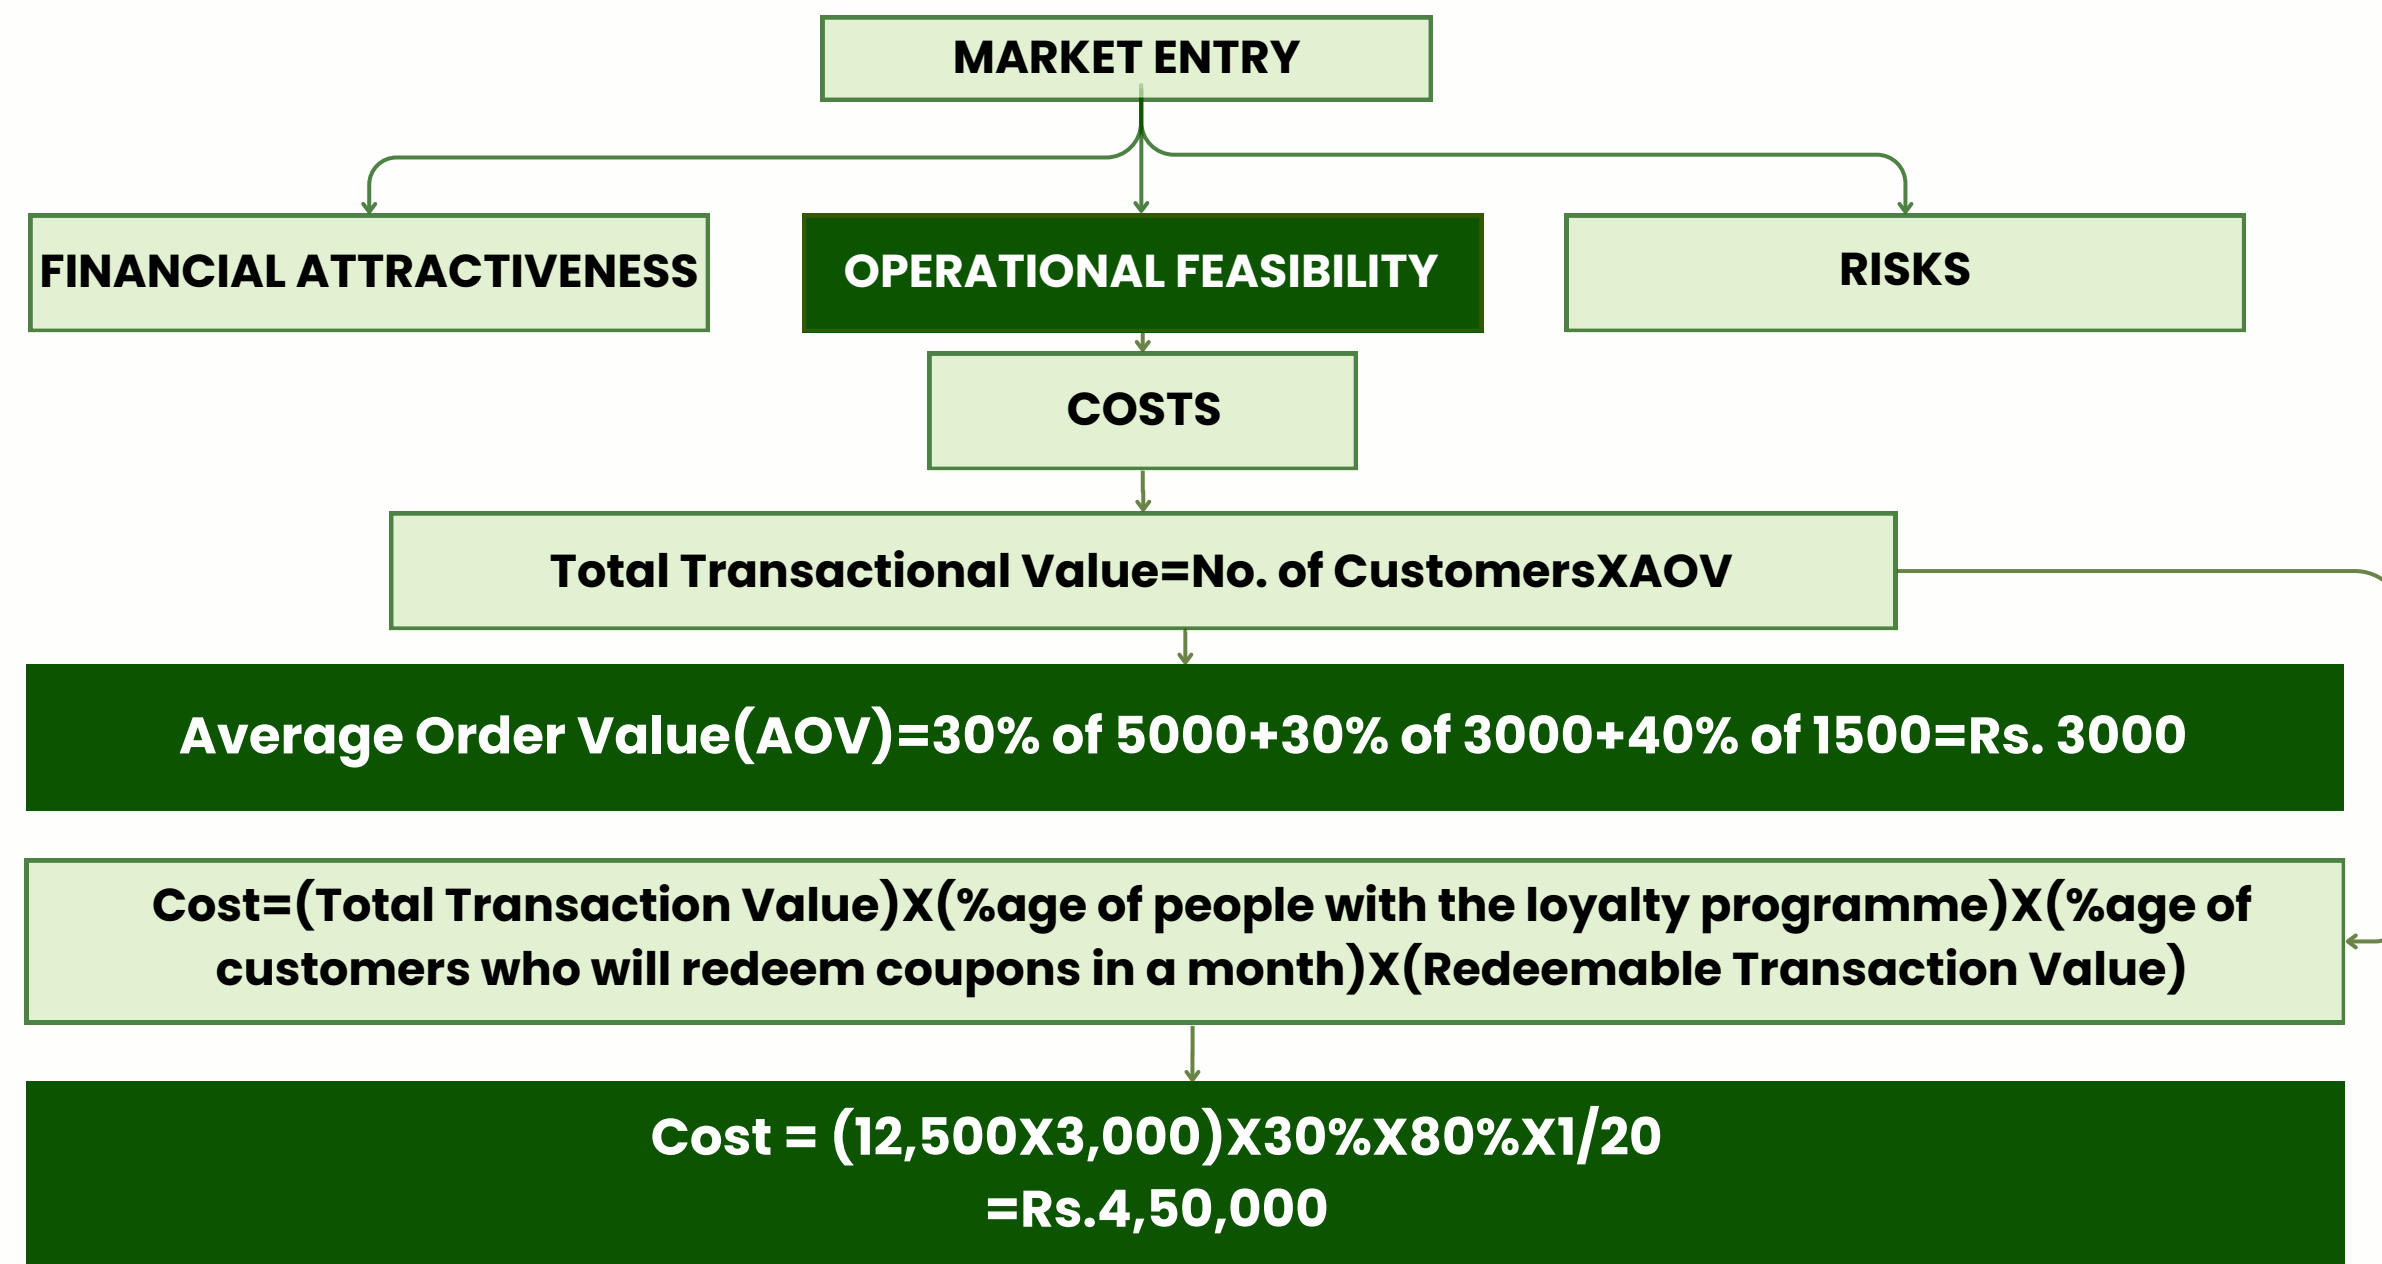 MARKET ENTRY
FINANCIAL ATTRACTIVENESS
OPERATIONAL FEASIBILITY
RISKS
COSTS
Total Transactional Value=No. of CustomersXAOV
Average Order Value(AOV)=30% of 5000+30% of 3000+40% of 1500=Rs. 3000
Cost=(Total Transaction Value)X(%age of people with the loyalty programme)X(%age of
customers who will redeem coupons in a month)X(Redeemable Transaction Value)
Cost = (12,500X3,000)X30%X80%X1/20
=Rs.4,50,000